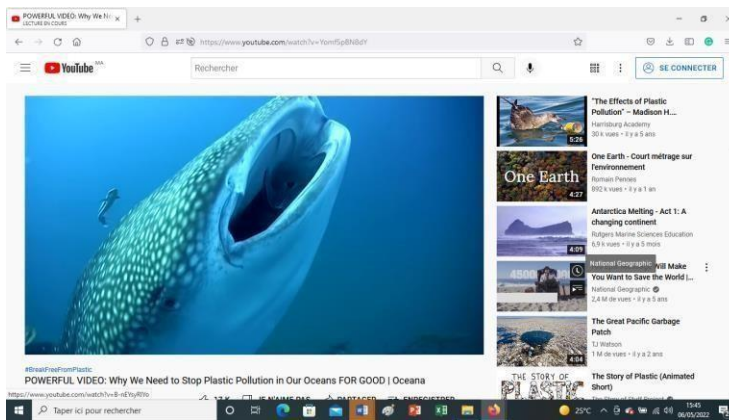 POWERFUL VIDEO: Why We Ne
LECTURE EN COURS
https://www.youtube.com/watch?v=
YouTube MA
Rechercher
SE CONNECTER
"The Effects of Plastic
Pollution" – Madison H....
Harrisburg Academy
30 k vues • il y a 5 ans
5:26
One Earth - Court métrage sur
l'environnement
Romain Pennes
892 k vues • il y a 1 an
One Earth
4:27
Antarctica Melting - Act 1: A
changing continent
Rutgers Marine Sciences Education
6,9 k vues • il y a 5 mois
4:09
National Geographic
Will Make
You Want to Save the World |...
National Geographic
2,4 M de vues • il y a 5 ans
The Great Pacific Garbage
Patch
TJ Watson
1 M de vues • il y a 2 ans
4:04
The Story of Plastic (Animated
Short)
THE STORY OF
PLASTIC
#BreakFreeFromPlastic
POWERFUL VIDEO: Why We Need to Stop Plastic Pollution in Our Oceans FOR GOOD | Oceana
17 K
JE N'AIME PAS
PARTAGER
ENREGISTRER
Taper ici pour rechercher
25°C
15:45
06/05/2022